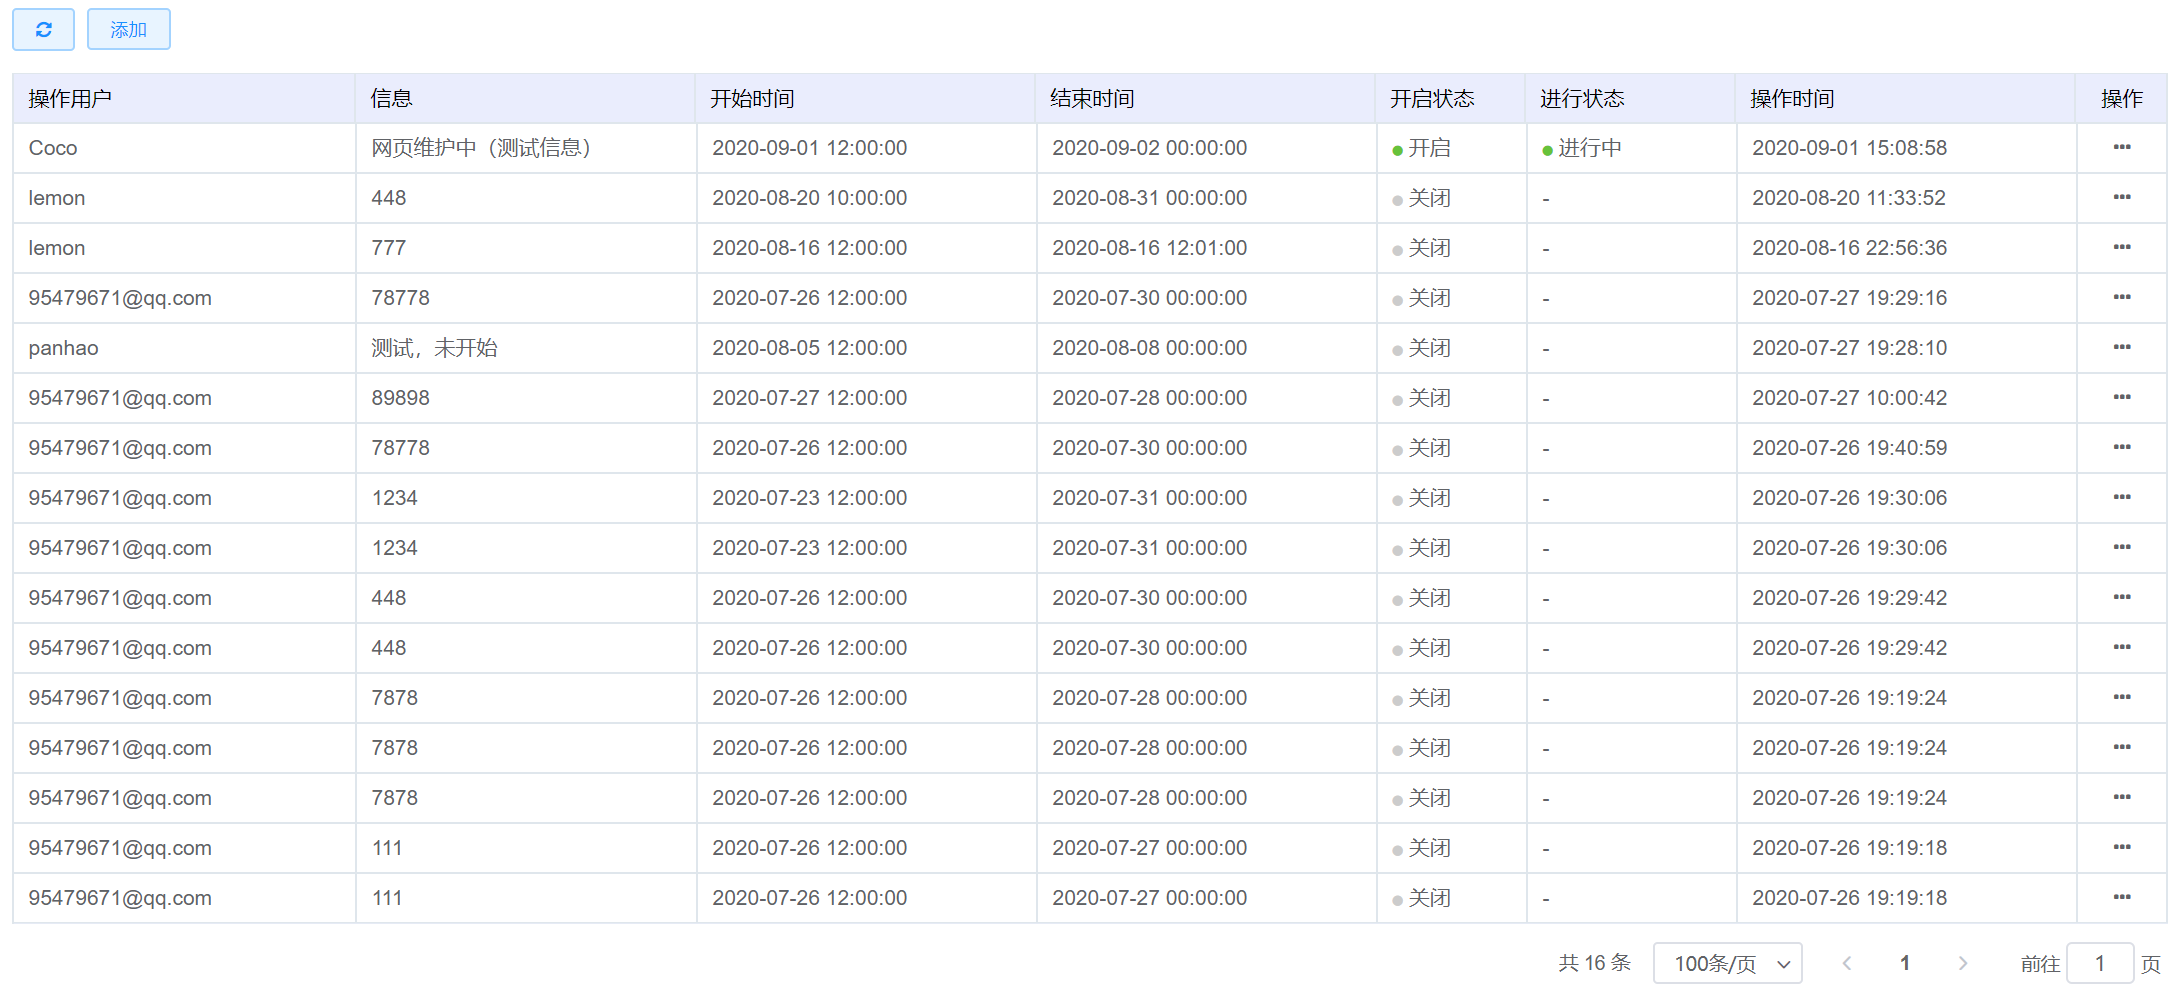 添加
操作用户 信息 开始时间 结束时间 开启状态 进行状态 操作时间 操作
Coco 网页维护中（测试信息） 2020-09-01 12:00:00 2020-09-02 00:00:00 开启 进行中 2020-09-01 15:08:58
lemon 448 2020-08-20 10:00:00 2020-08-31 00:00:00 关闭 - 2020-08-20 11:33:52
lemon 777 2020-08-16 12:00:00 2020-08-16 12:01:00 关闭 - 2020-08-16 22:56:36
95479671@qq.com 78778 2020-07-26 12:00:00 2020-07-30 00:00:00 关闭 - 2020-07-27 19:29:16
panhao 测试，未开始 2020-08-05 12:00:00 2020-08-08 00:00:00 关闭 - 2020-07-27 19:28:10
95479671@qq.com 89898 2020-07-27 12:00:00 2020-07-28 00:00:00 关闭 - 2020-07-27 10:00:42
95479671@qq.com 78778 2020-07-26 12:00:00 2020-07-30 00:00:00 关闭 - 2020-07-26 19:40:59
95479671@qq.com 1234 2020-07-23 12:00:00 2020-07-31 00:00:00 关闭 - 2020-07-26 19:30:06
95479671@qq.com 1234 2020-07-23 12:00:00 2020-07-31 00:00:00 关闭 - 2020-07-26 19:30:06
95479671@qq.com 448 2020-07-26 12:00:00 2020-07-30 00:00:00 关闭 - 2020-07-26 19:29:42
95479671@qq.com 448 2020-07-26 12:00:00 2020-07-30 00:00:00 关闭 - 2020-07-26 19:29:42
95479671@qq.com 7878 2020-07-26 12:00:00 2020-07-28 00:00:00 关闭 - 2020-07-26 19:19:24
95479671@qq.com 7878 2020-07-26 12:00:00 2020-07-28 00:00:00 关闭 - 2020-07-26 19:19:24
95479671@qq.com 7878 2020-07-26 12:00:00 2020-07-28 00:00:00 关闭 - 2020-07-26 19:19:24
95479671@qq.com 111 2020-07-26 12:00:00 2020-07-27 00:00:00 关闭 - 2020-07-26 19:19:18
95479671@qq.com 111 2020-07-26 12:00:00 2020-07-27 00:00:00 关闭 - 2020-07-26 19:19:18
共 16 条 100条/页 1 前往 1 页